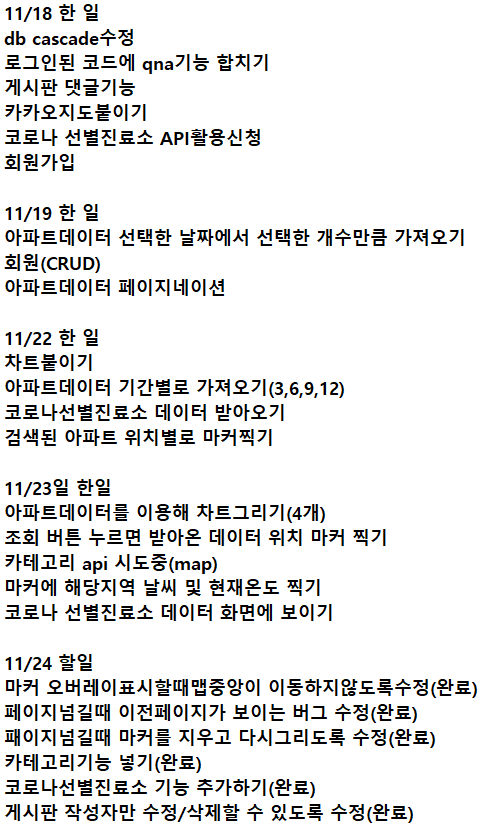 11/18 한 일
db cascade수정
로그인된 코드에 qna기능 합치기
게시판 댓글기능
카카오지도붙이기
코로나 선별진료소 API활용신청
회원가입

11/19 한 일
아파트데이터 선택한 날짜에서 선택한 개수만큼 가져오기
회원(CRUD)
아파트데이터 페이지네이션

11/22 한 일
차트붙이기
아파트데이터 기간별로 가져오기(3,6,9,12)
코로나선별진료소 데이터 받아오기
검색된 아파트 위치별로 마커찍기

11/23일 한일
아파트데이터를 이용해 차트그리기(4개)
조회 버튼 누르면 받아온 데이터 위치 마커 찍기
카테고리 api 시도중(map)
마커에 해당지역 날씨 및 현재온도 찍기
코로나 선별진료소 데이터 화면에 보이기

11/24 할일
마커 오버레이표시할때맵중앙이 이동하지않도록수정(완료)
페이지넘길때 이전페이지가 보이는 버그 수정(완료)
패이지넘길때 마커를 지우고 다시그리도록 수정(완료)
카테고리기능 넣기(완료)
코로나선별진료소 기능 추가하기(완료)
게시판 작성자만 수정/삭제할 수 있도록 수정(완료)